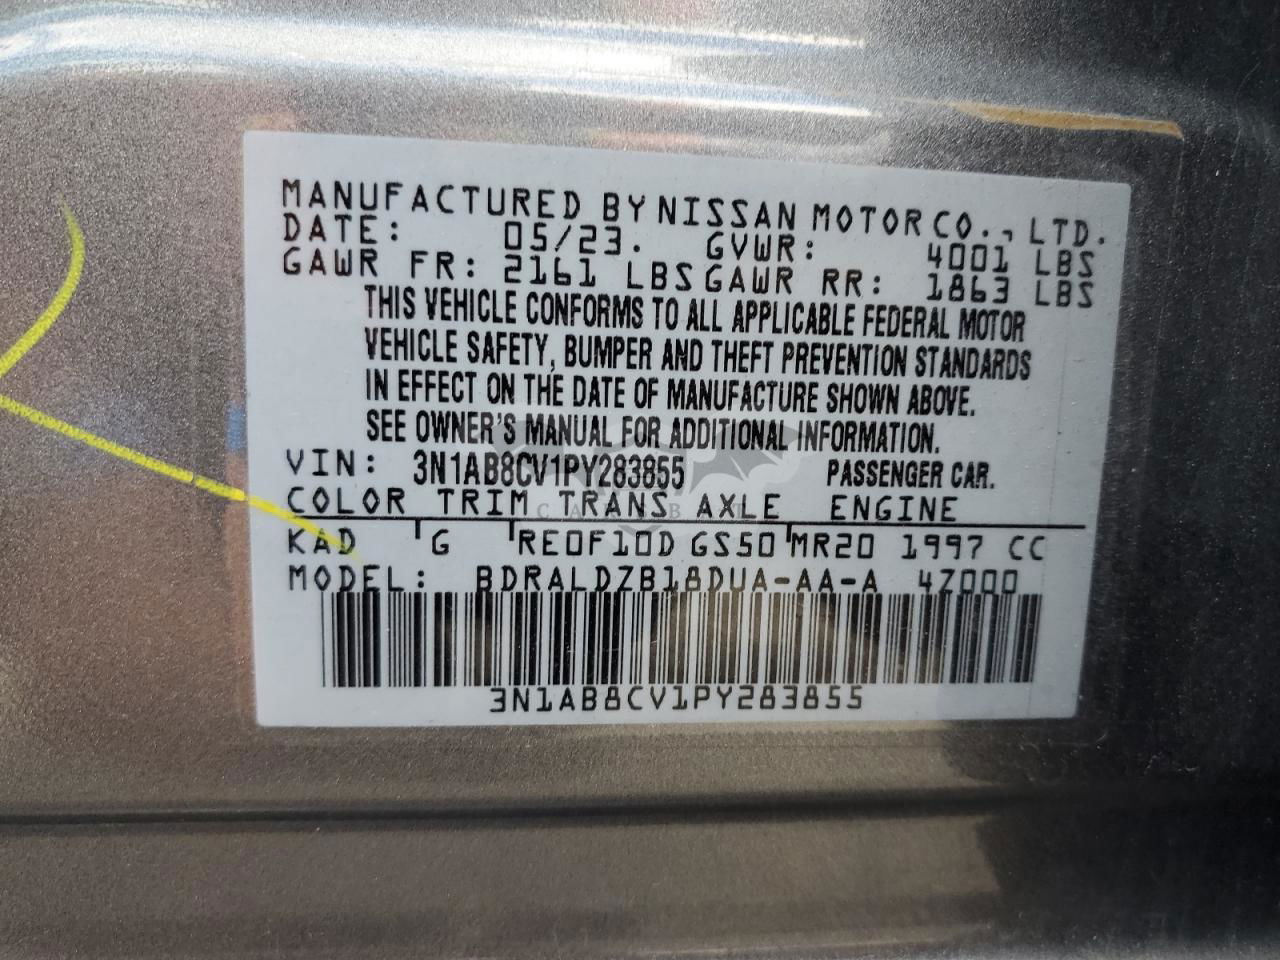 MANUFACTURED BY NISSAN MOTOR CO., LTD.
DATE: 05/23. GVWR: 4001 LBS
GAWR FR: 2161 LBS GAWR RR: 1863 LBS
THIS VEHICLE CONFORMS TO ALL APPLICABLE FEDERAL MOTOR
VEHICLE SAFETY, BUMPER AND THEFT PREVENTION STANDARDS
IN EFFECT ON THE DATE OF MANUFACTURE SHOWN ABOVE.
SEE OWNER'S MANUAL FOR ADDITIONAL INFORMATION.
VIN: 3N1AB8CV1PY283855 PASSENGER CAR.
COLOR TRIM TRANS AXLE ENGINE
KAD G RE0F10D GS50 MR20 1997 CC
MODEL: BDRALDZB18DUA-AA-A 4Z000
3N1AB8CV1PY283855